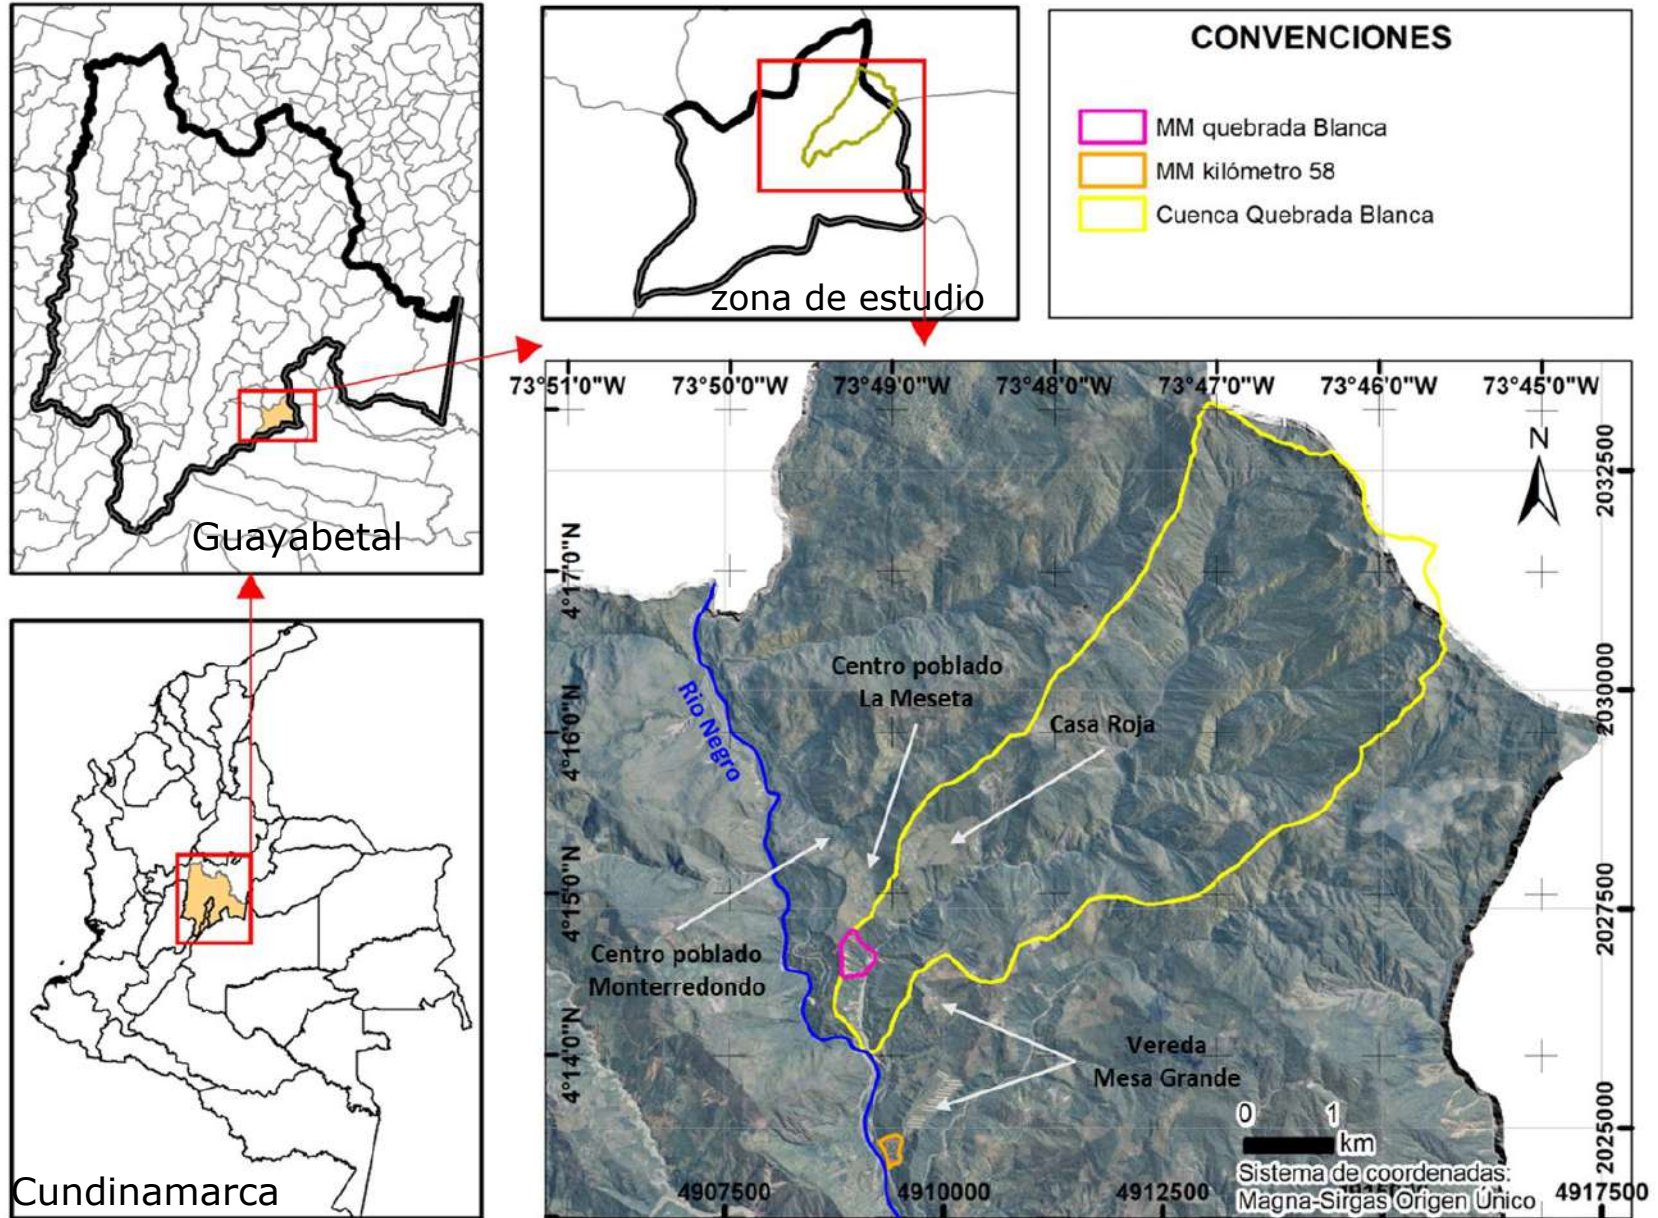 Guayabetal
Cundinamarca
zona de estudio
CONVENCIONES
MM quebrada Blanca
MM kilómetro 58
Cuenca Quebrada Blanca
73°51'0"W
73°50'0"W
73°49'0"W
73°48'0"W
73°47'0"W
73°46'0"W
73°45'0"W
N
2032500
4°17'0"N
Centro poblado
La Meseta
Rio Negro
2030000
Casa Roja
4°16'0"N
4°15'0"N
2027500
Centro poblado
Monterredondo
4°14'0"N
Vereda
Mesa Grande
2025000
0 1
km
Sistema de coordenadas:
Magna-Sirgas Origen Único
4907500
4910000
4912500
4917500